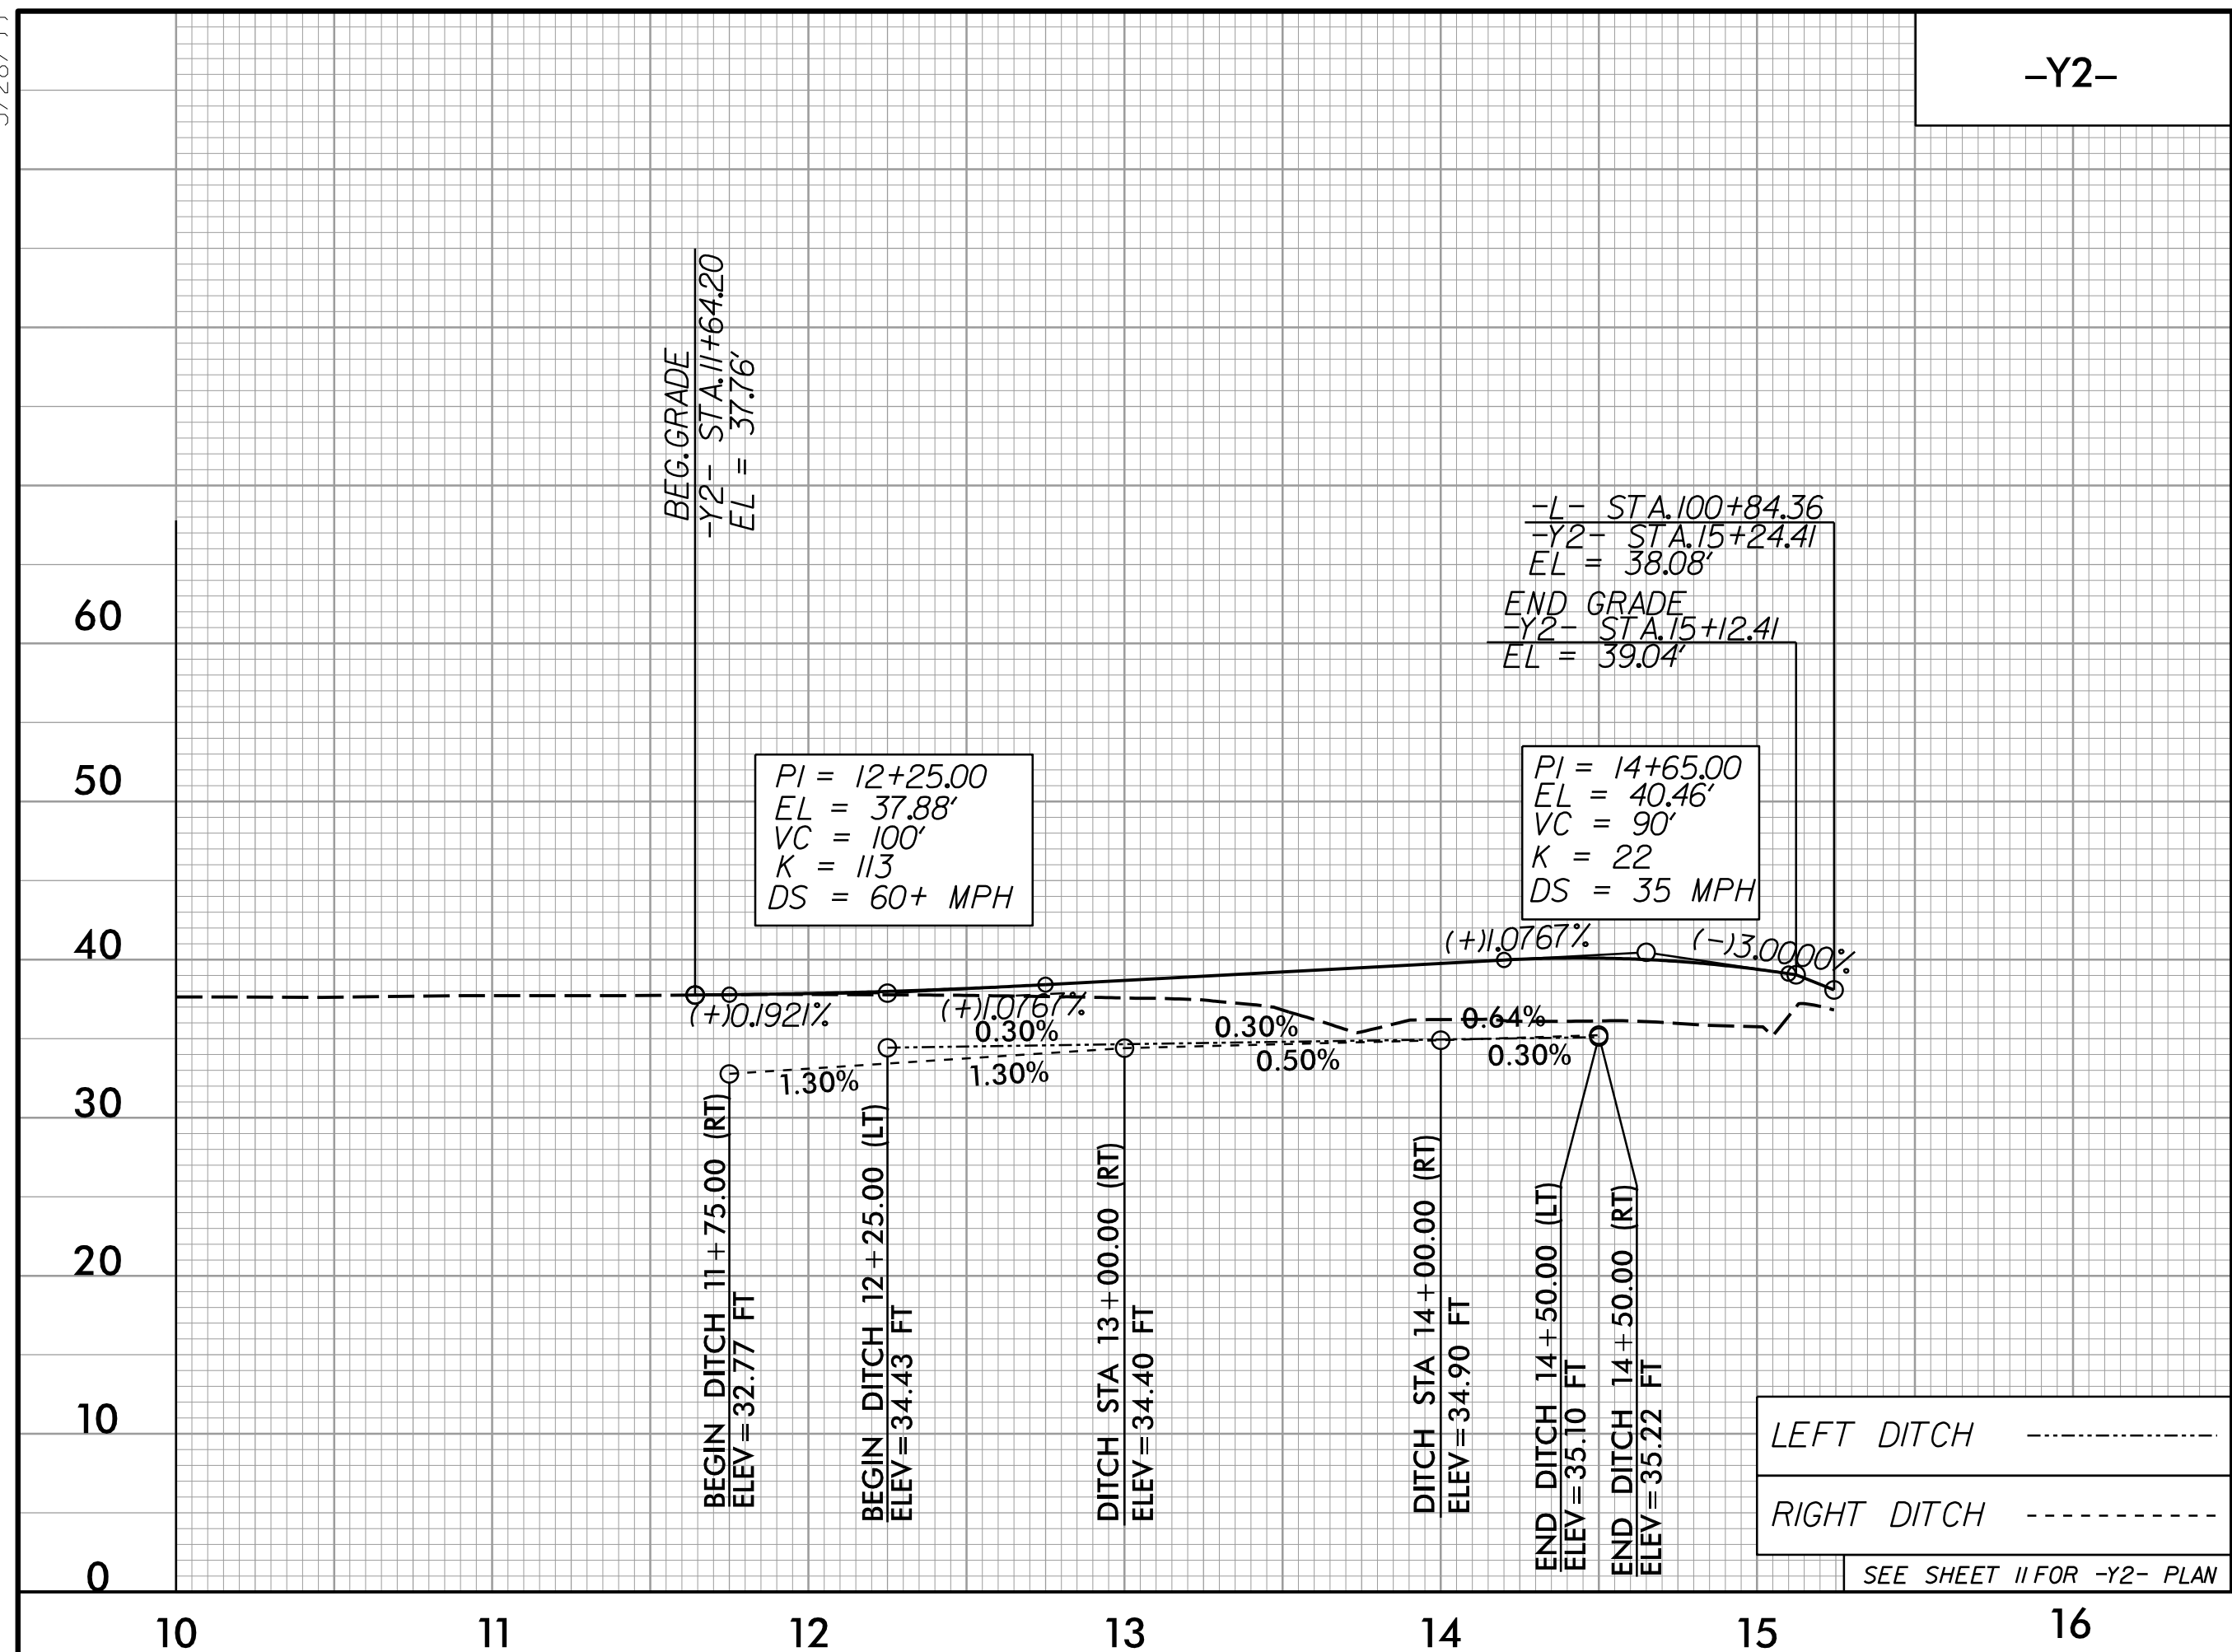 -Y2-
BEG.GRADE
-Y2- STA.11+64.20
EL = 37.76'
-L- STA.100+84.36
-Y2- STA.15+24.41
EL = 38.08'
END GRADE
-Y2- STA.15+12.41
EL = 39.04'
60
50
40
30
20
10
0
PI = 12+25.00
EL = 37.88'
VC = 100'
K = 113
DS = 60+ MPH
PI = 14+65.00
EL = 40.46'
VC = 90'
K = 22
DS = 35 MPH
(+)1.0767%
(-)3.0000%
(+)0.1921%
(+)1.0767%
0.30%
0.30%
0.64%
1.30%
1.30%
0.50%
0.30%
BEGIN DITCH 11+75.00 (RT)
ELEV=32.77 FT
BEGIN DITCH 12+25.00 (LT)
ELEV=34.43 FT
DITCH STA 13+00.00 (RT)
ELEV=34.40 FT
DITCH STA 14+00.00 (RT)
ELEV=34.90 FT
END DITCH 14+50.00 (LT)
ELEV=35.10 FT
END DITCH 14+50.00 (RT)
ELEV=35.22 FT
LEFT DITCH
RIGHT DITCH
SEE SHEET 11 FOR -Y2- PLAN
10 11 12 13 14 15 16